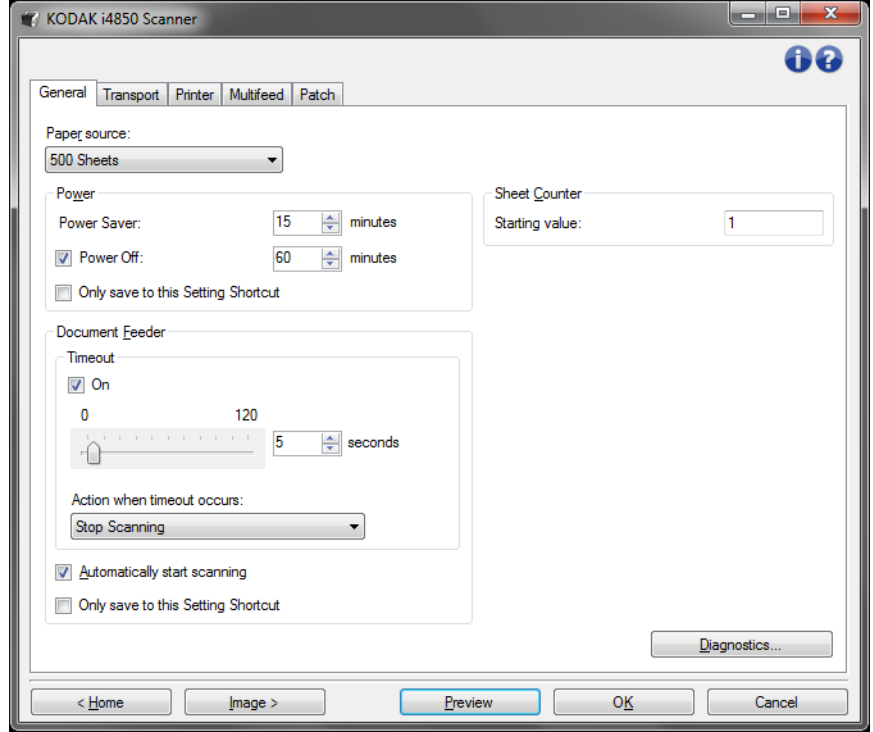 KODAK i4850 Scanner
General Transport Printer Multifeed Patch
Paper source:
500 Sheets
Power
Power Saver: 15 minutes
Power Off: 60 minutes
Only save to this Setting Shortcut
Sheet Counter
Starting value: 1
Document Feeder
Timeout
On
0 120
5 seconds
Action when timeout occurs:
Stop Scanning
Automatically start scanning
Only save to this Setting Shortcut
Diagnostics...
< Home Image > Preview OK Cancel